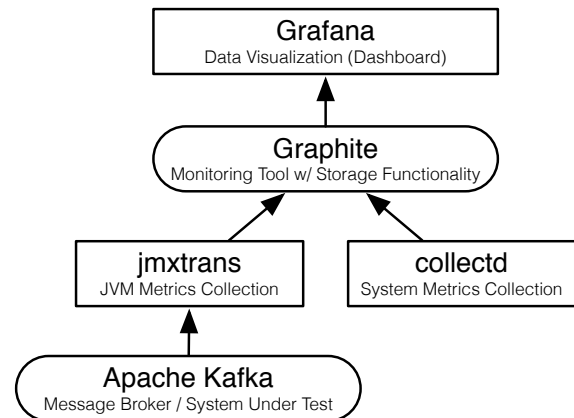 Grafana
Data Visualization (Dashboard)
Graphite
Monitoring Tool w/ Storage Functionality
jmxtrans
JVM Metrics Collection
collectd
System Metrics Collection
Apache Kafka
Message Broker / System Under Test